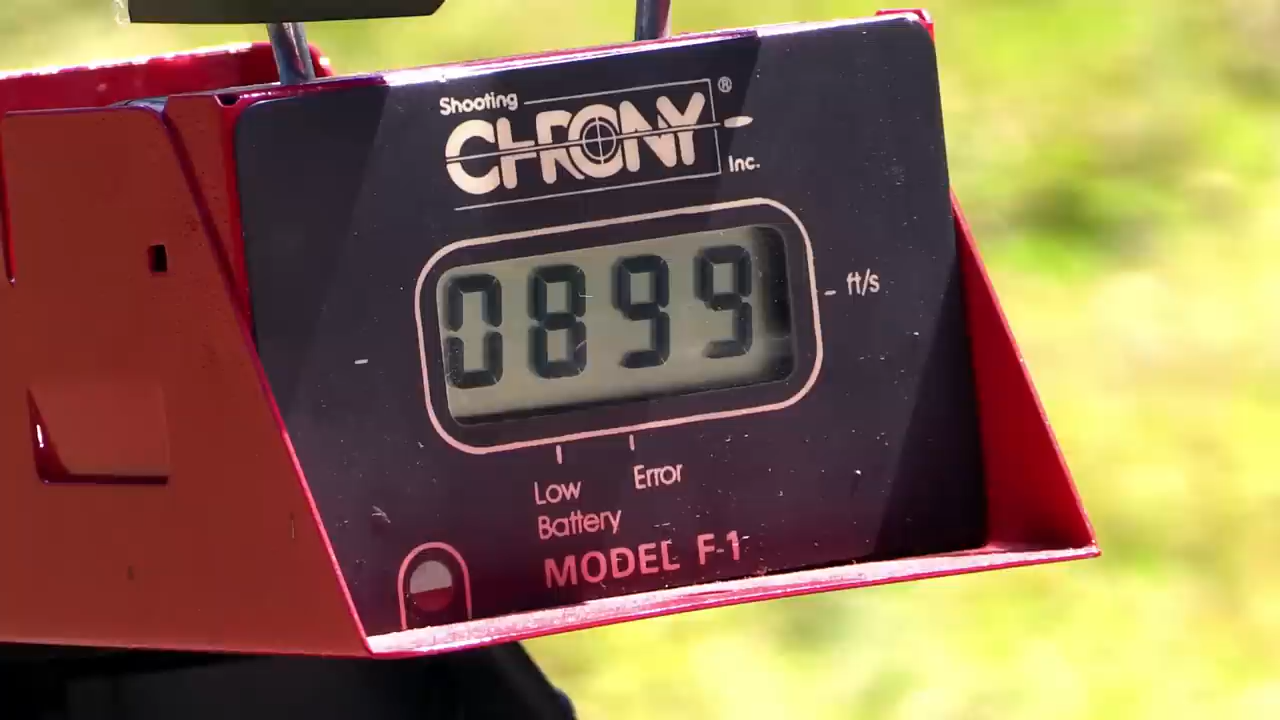 Shooting
CHRONY®
Inc.
0899
ft/s
Low
Battery
Error
MODEL F-1